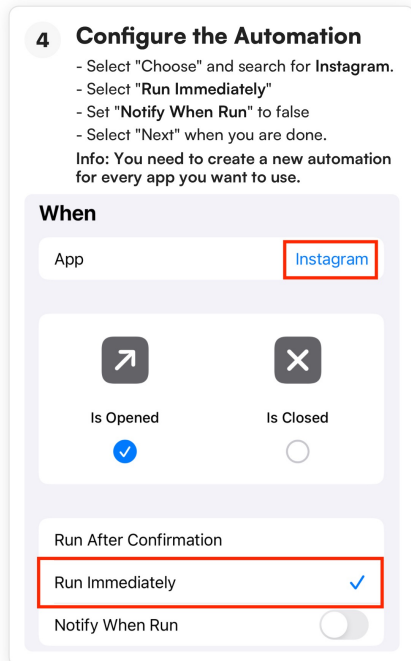 4 Configure the Automation
- Select "Choose" and search for Instagram.
- Select "Run Immediately"
- Set "Notify When Run" to false
- Select "Next" when you are done.
Info: You need to create a new automation
for every app you want to use.
When
App Instagram
Is Opened Is Closed
Run After Confirmation
Run Immediately
Notify When Run